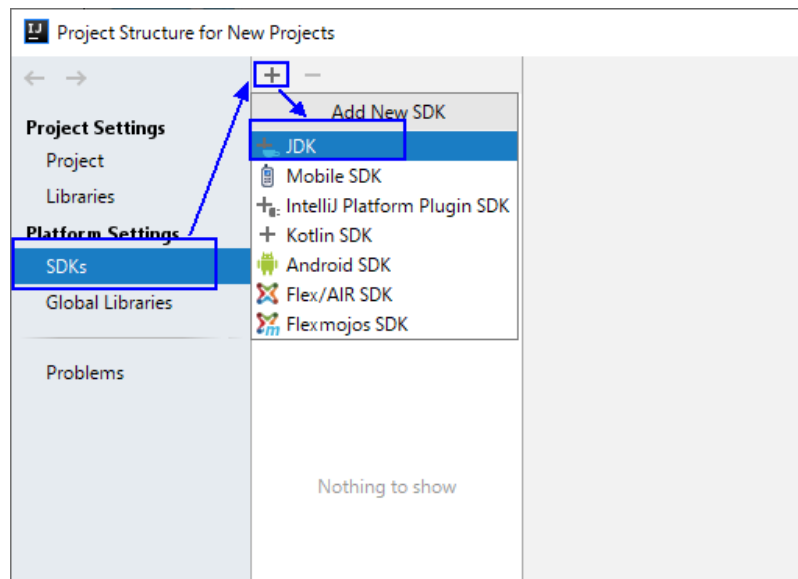 IJ
Project Structure for New Projects
Project Settings
Project
Libraries
Platform Settings
SDKs
Global Libraries
Problems
Add New SDK
JDK
Mobile SDK
IntelliJ Platform Plugin SDK
Kotlin SDK
Android SDK
Flex/AIR SDK
Flexmojos SDK
Nothing to show